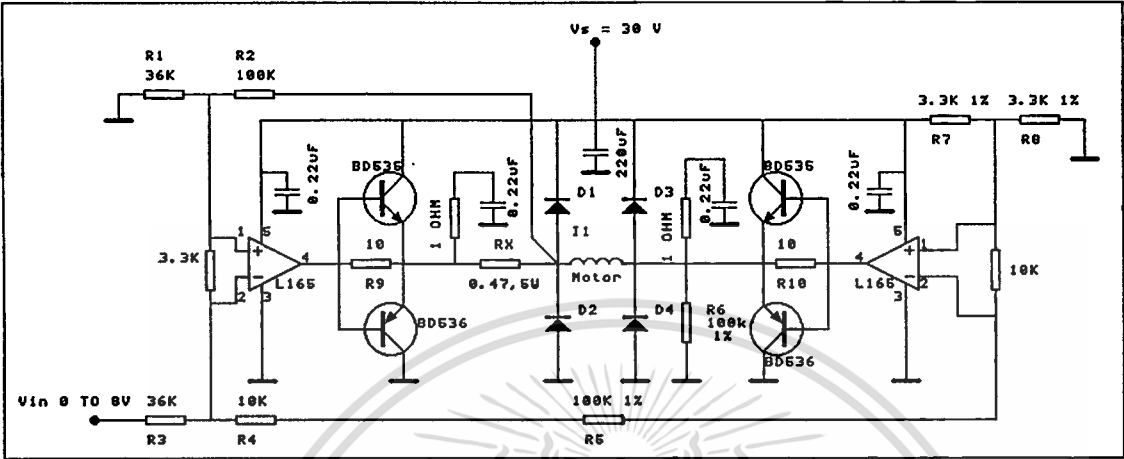 Vs = 30 V
R1
36K
R2
100K
3.3K 1%
R7
3.3K 1%
R8
0.22uF
BD535
0.22uF
1 OHM
220uF
D1
D3
0.22uF
1 OHM
BD535
0.22uF
I1
1
5
+
-
2
3
4
L165
3.3K
10
R9
RX
0.47,5W
Motor
10
R10
4
5
1
+
-
2
3
L165
10K
BD536
D2
D4
R6
100k
1%
BD536
Vin 0 TO 8V
36K
R3
10K
R4
100K 1%
R5